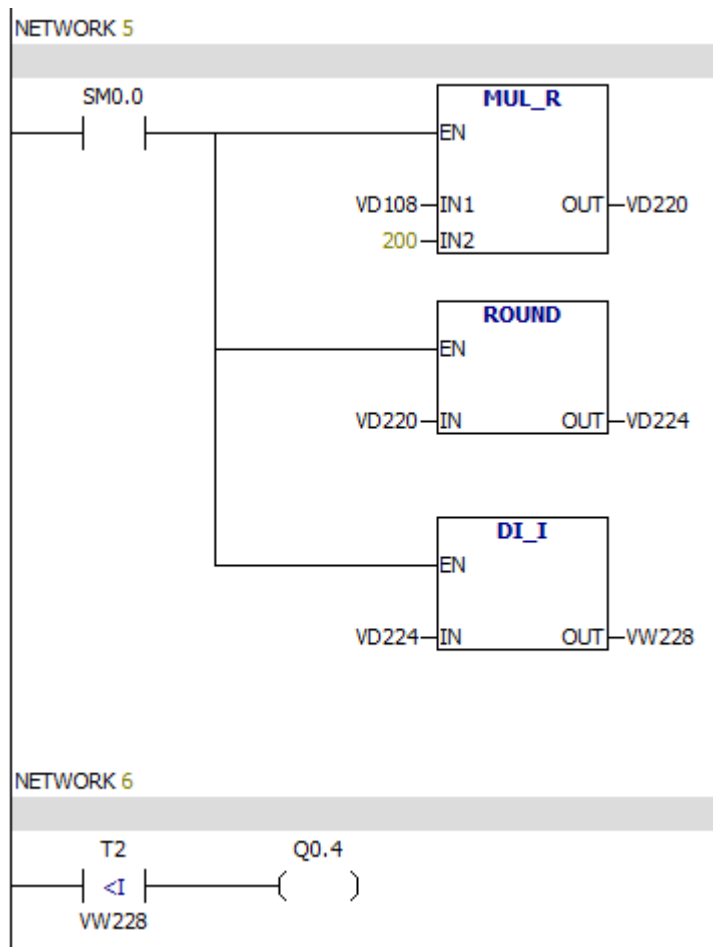 NETWORK 5
SM0.0
MUL_R
EN
VD108 IN1 OUT VD220
200 IN2
ROUND
EN
VD220 IN OUT VD224
DI_I
EN
VD224 IN OUT VW228
NETWORK 6
T2 Q0.4
<I
VW228